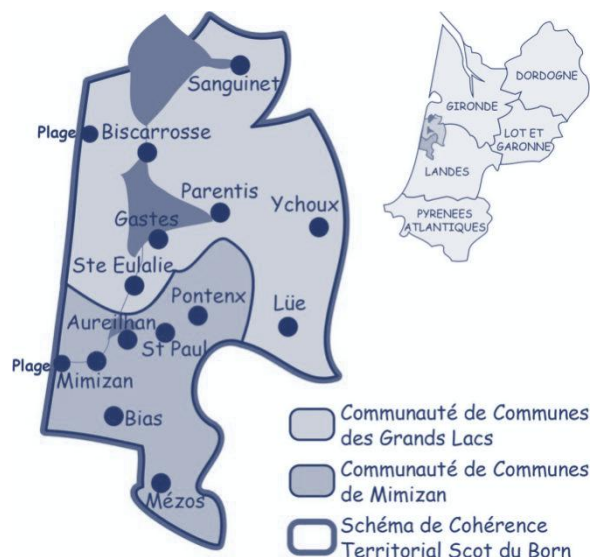 Sanguinet
Plage
Biscarrosse
Parentis
Ychoux
Gastes
Ste Eulalie
Pontenx
Lüe
Aureilhan
St Paul
Plage
Mimizan
Bias
Mézos
DORDOGNE
GIRONDE
LOT ET
GARONNE
LANDES
PYRENEES
ATLANTIQUES
Communauté de Communes
des Grands Lacs
Communauté de Communes
de Mimizan
Schéma de Cohérence
Territorial Scot du Born